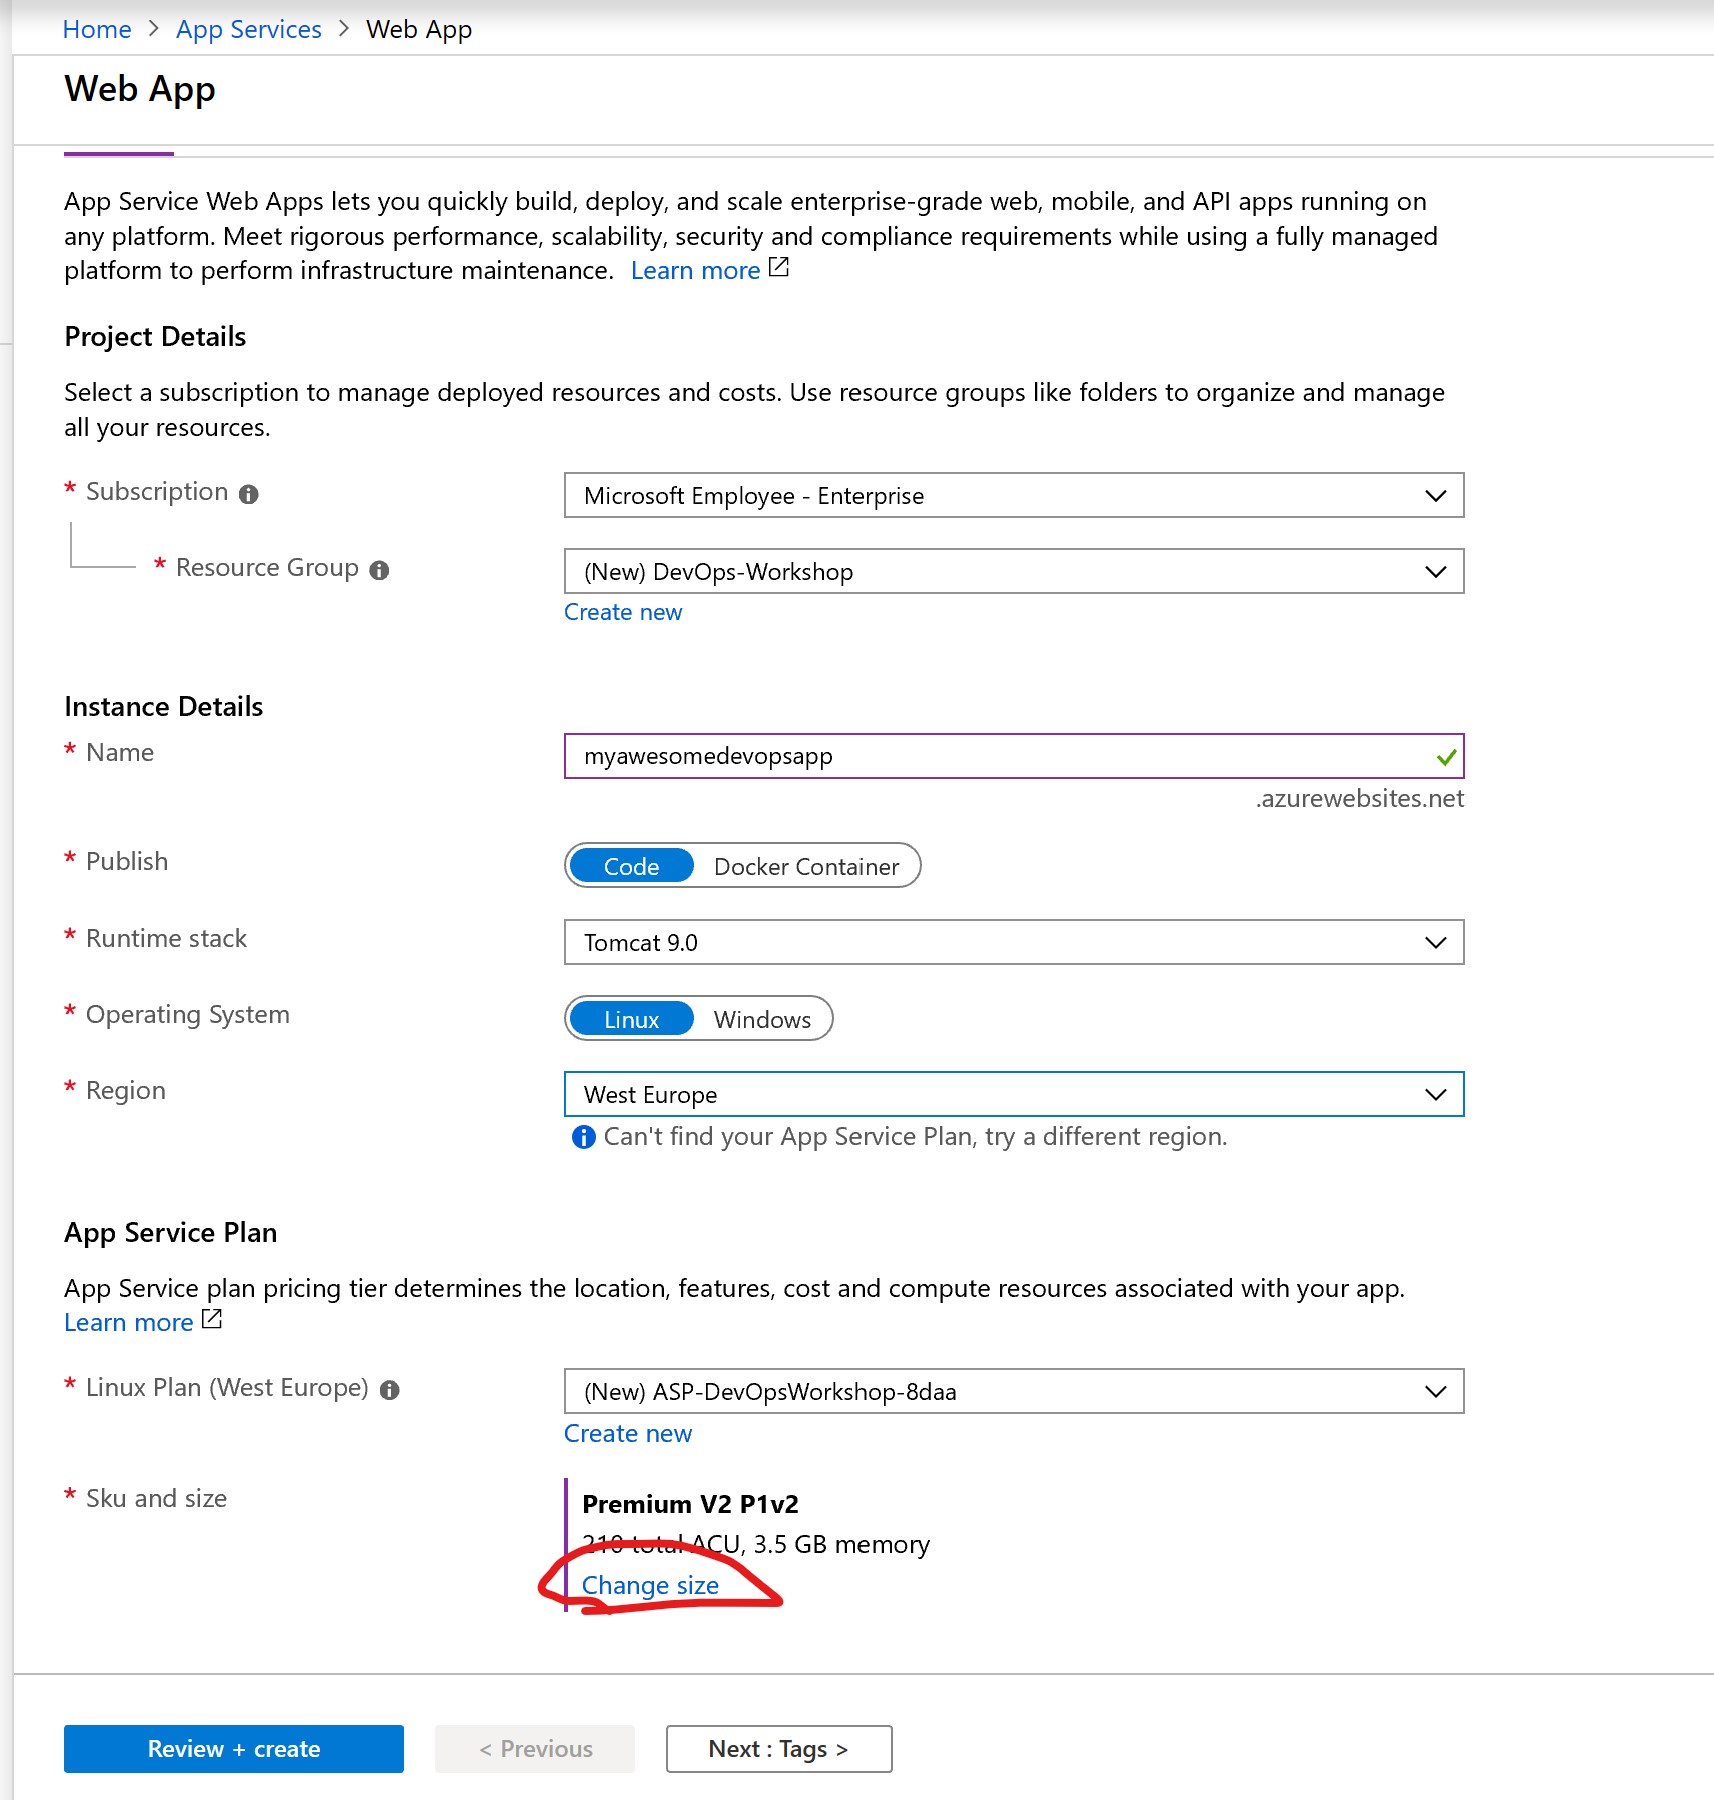 Home > App Services > Web App
Web App
App Service Web Apps lets you quickly build, deploy, and scale enterprise-grade web, mobile, and API apps running on
any platform. Meet rigorous performance, scalability, security and compliance requirements while using a fully managed
platform to perform infrastructure maintenance. Learn more
Project Details
Select a subscription to manage deployed resources and costs. Use resource groups like folders to organize and manage
all your resources.
* Subscription
Microsoft Employee - Enterprise
* Resource Group
(New) DevOps-Workshop
Create new
Instance Details
* Name
myawesomedevopsapp
.azurewebsites.net
* Publish
Code Docker Container
* Runtime stack
Tomcat 9.0
* Operating System
Linux Windows
* Region
West Europe
Can't find your App Service Plan, try a different region.
App Service Plan
App Service plan pricing tier determines the location, features, cost and compute resources associated with your app.
Learn more
* Linux Plan (West Europe)
(New) ASP-DevOpsWorkshop-8daa
Create new
* Sku and size
Premium V2 P1v2
210 total ACU, 3.5 GB memory
Change size
Review + create
< Previous
Next : Tags >